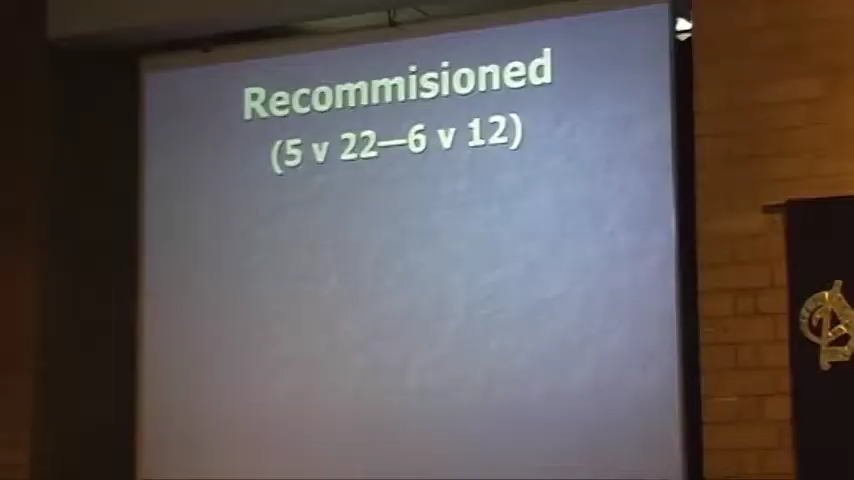 Recommisioned
(5 v 22—6 v 12)